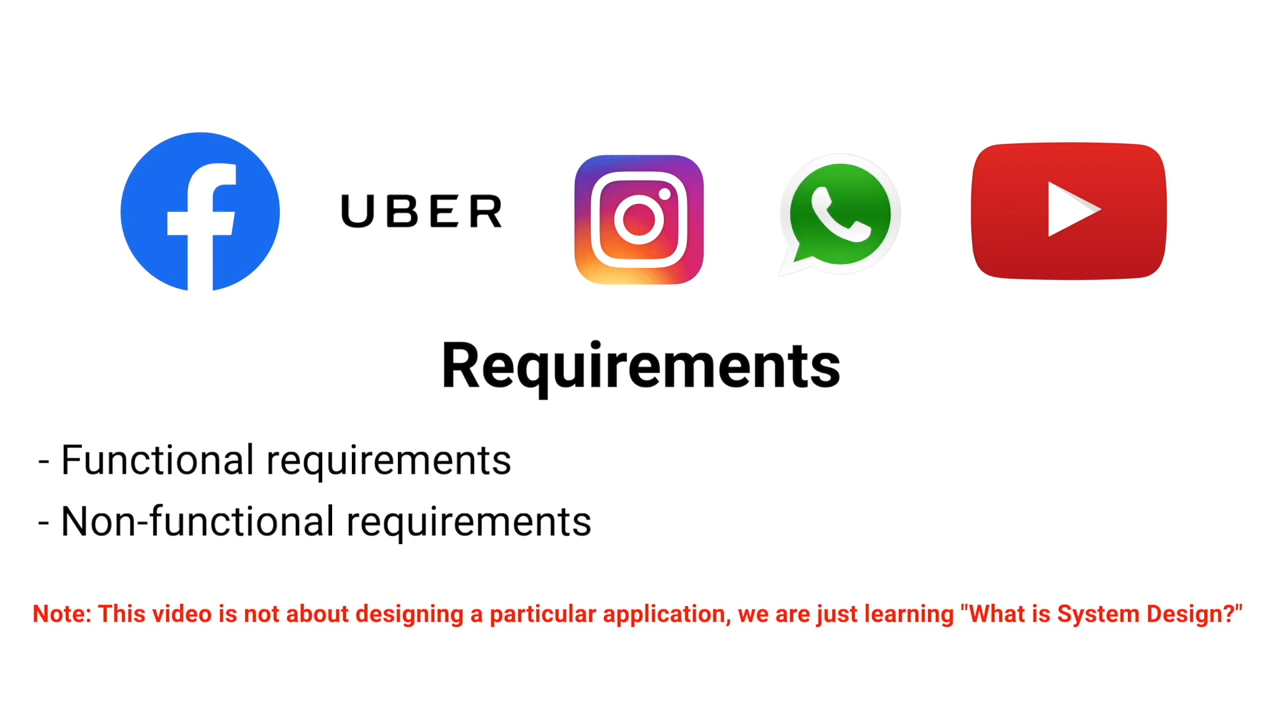 UBER
Requirements
- Functional requirements
- Non-functional requirements
Note: This video is not about designing a particular application, we are just learning "What is System Design?"